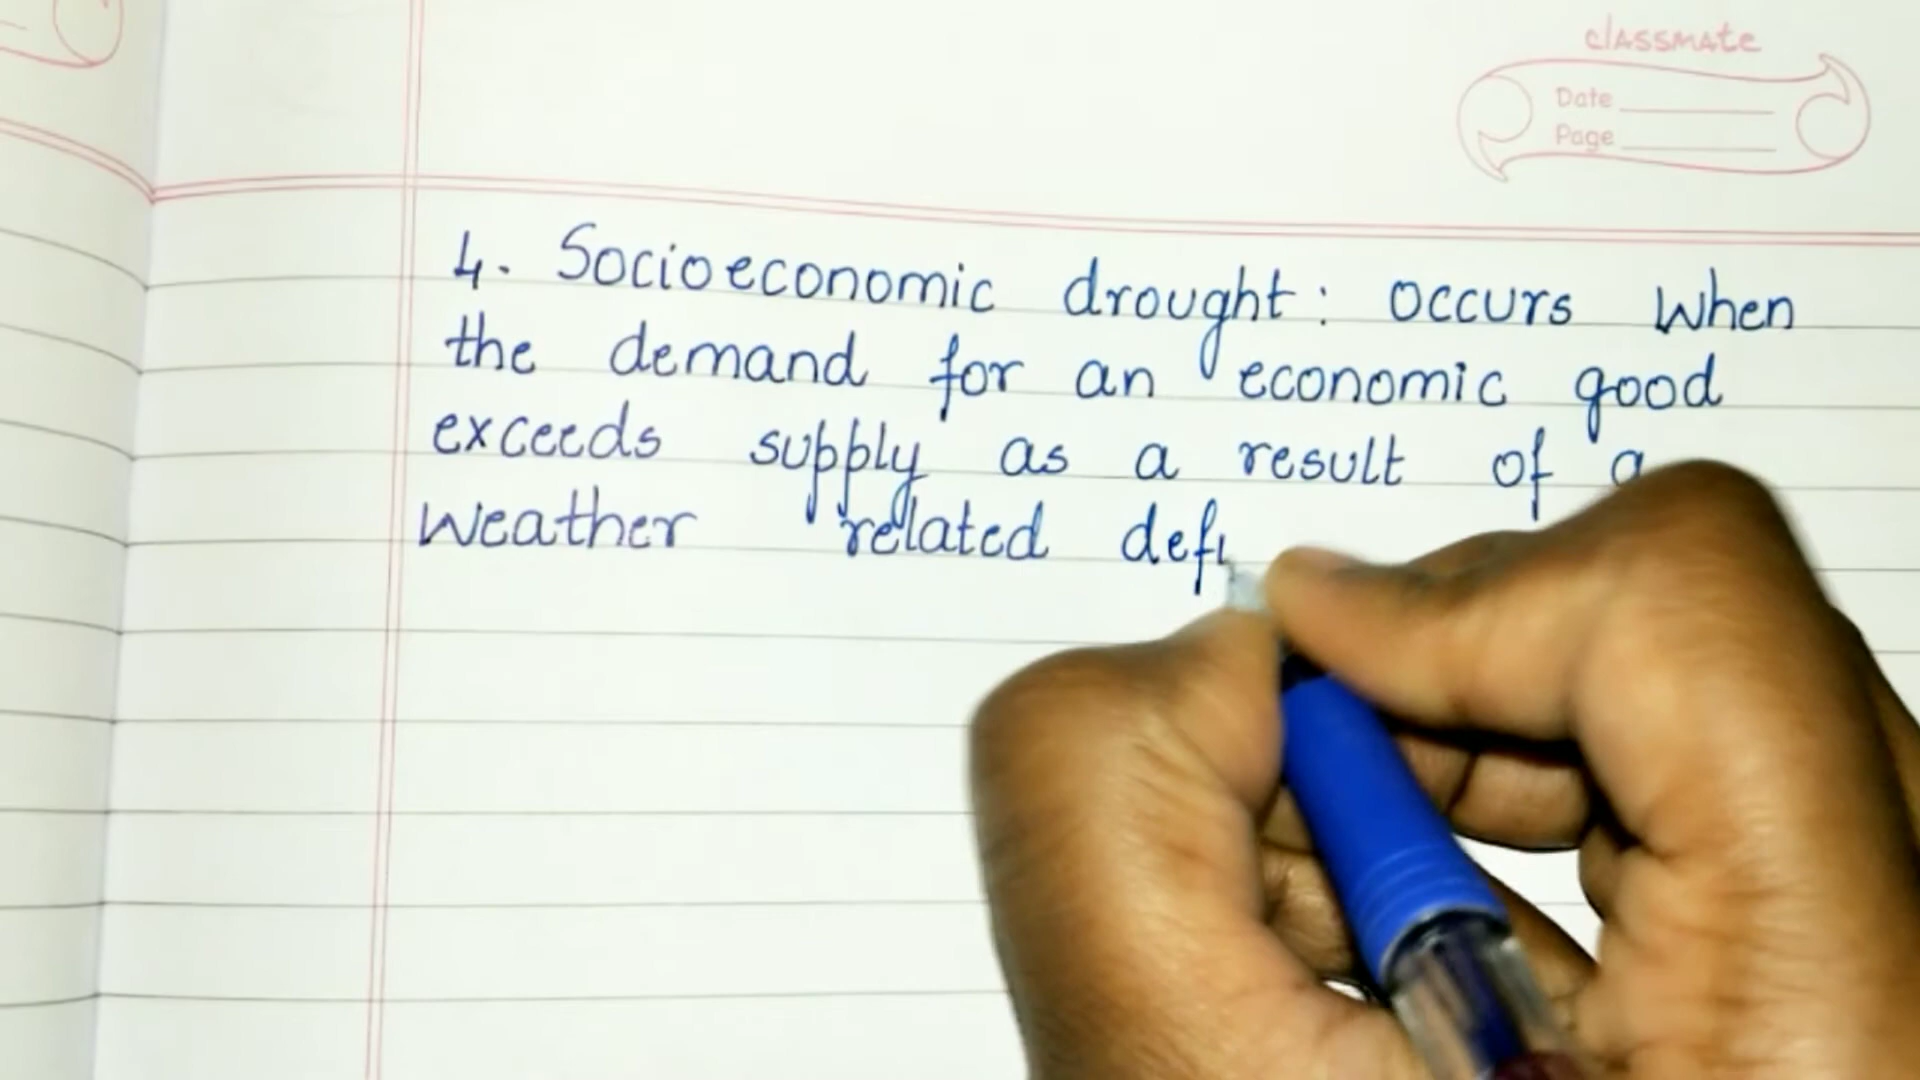 classmate
Date
Page
4. Socioeconomic drought: occurs when
the demand for an economic good
exceeds supply as a result of a
weather related defi